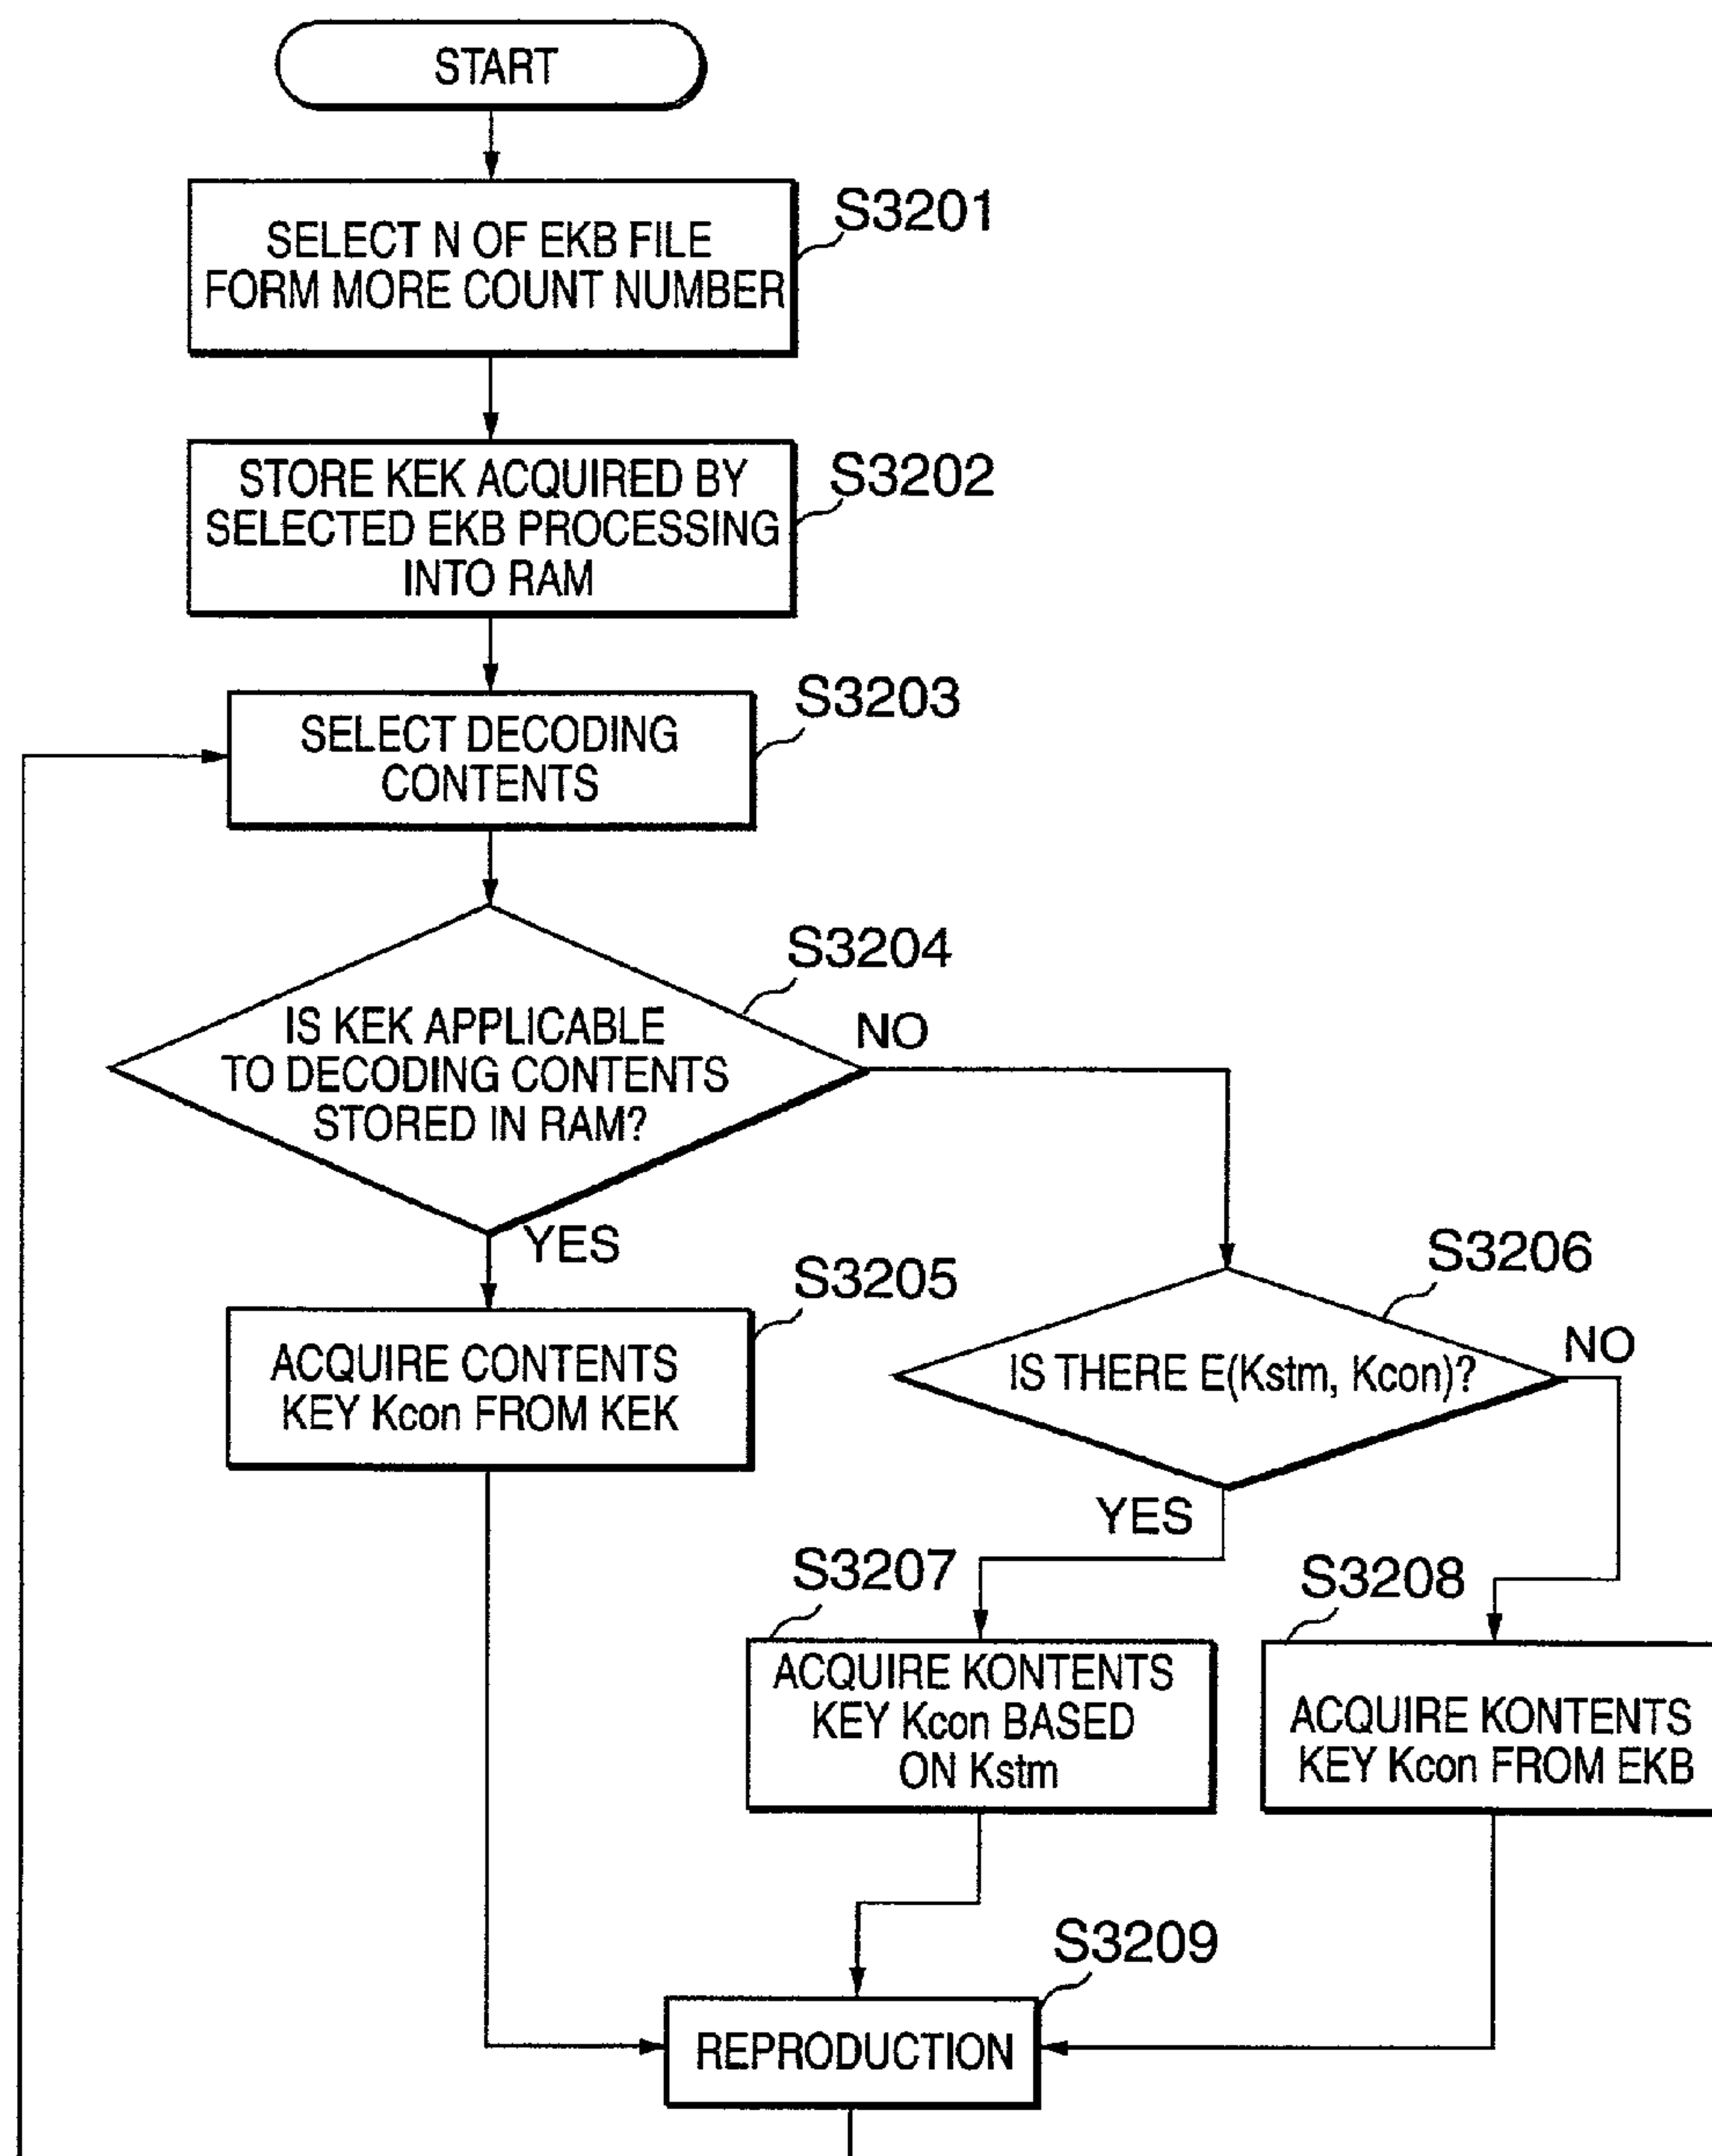 START
S3201
SELECT N OF EKB FILE
FORM MORE COUNT NUMBER
S3202
STORE KEK ACQUIRED BY
SELECTED EKB PROCESSING
INTO RAM
S3203
SELECT DECODING
CONTENTS
S3204
IS KEK APPLICABLE
TO DECODING CONTENTS
STORED IN RAM?
NO
YES
S3205
ACQUIRE CONTENTS
KEY Kcon FROM KEK
S3206
IS THERE E(Kstm, Kcon)?
NO
YES
S3207
ACQUIRE KONTENTS
KEY Kcon BASED
ON Kstm
S3208
ACQUIRE KONTENTS
KEY Kcon FROM EKB
S3209
REPRODUCTION